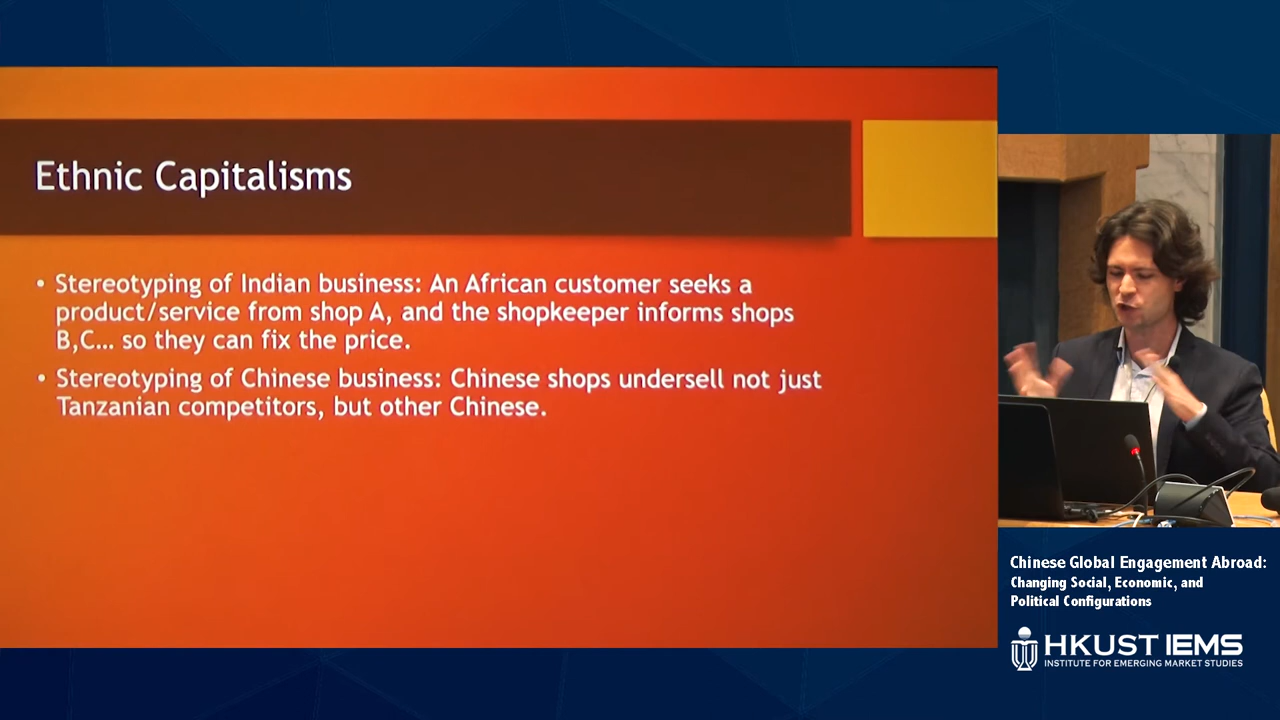 Ethnic Capitalisms
• Stereotyping of Indian business: An African customer seeks a
product/service from shop A, and the shopkeeper informs shops
B,C... so they can fix the price.
• Stereotyping of Chinese business: Chinese shops undersell not just
Tanzanian competitors, but other Chinese.
Chinese Global Engagement Abroad:
Changing Social, Economic, and
Political Configurations
HKUST IEMS
INSTITUTE FOR EMERGING MARKET STUDIES